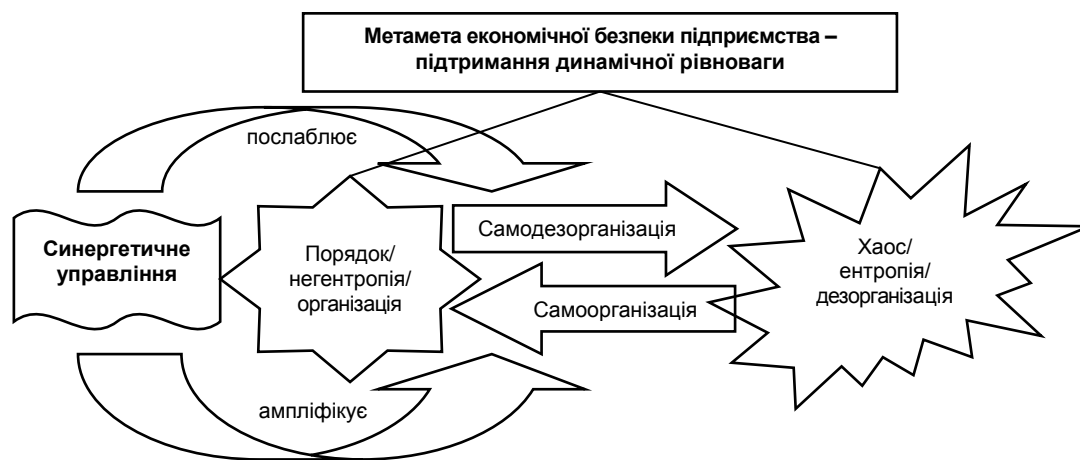 Метамета економічної безпеки підприємства –
підтримання динамічної рівноваги
послаблює
Синергетичне
управління
Порядок/
негентропія/
організація
Самодезорганізація
Самоорганізація
Хаос/
ентропія/
дезорганізація
ампліфікує